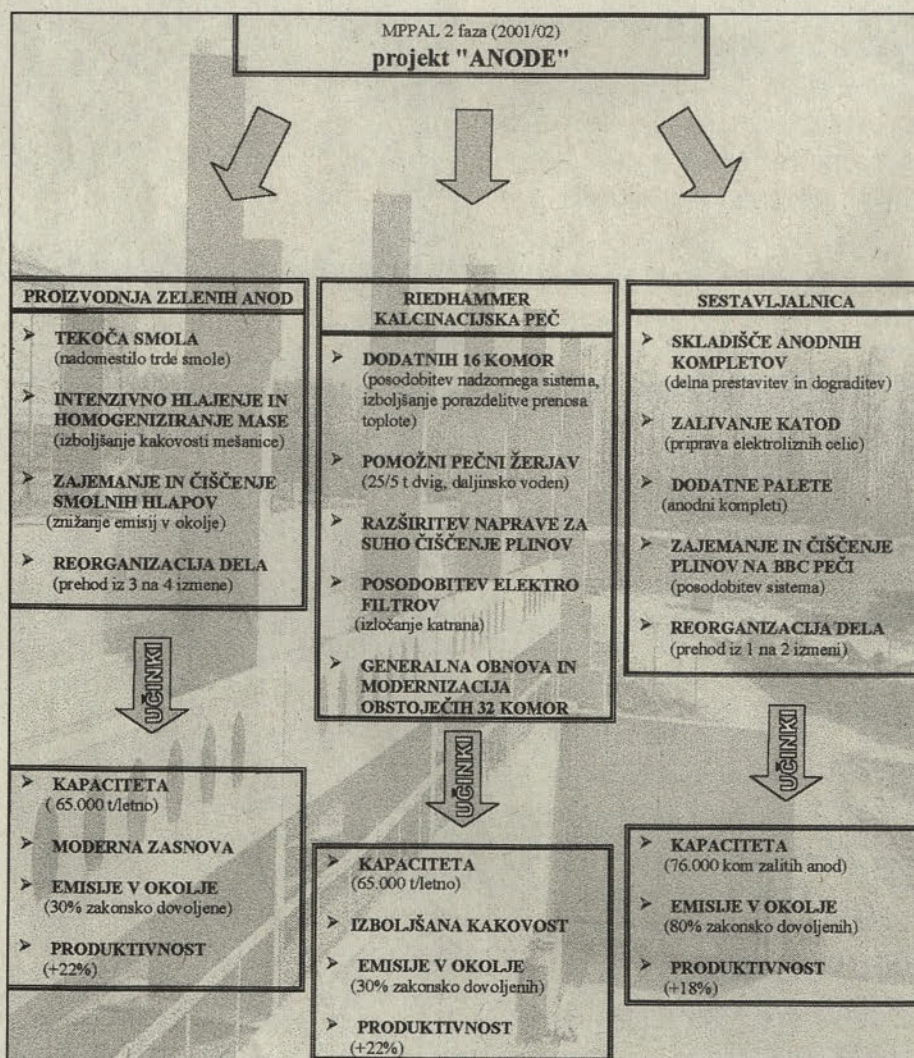 MPPAL 2 faza (2001/02)
projekt "ANODE"
PROIZVODNJA ZELENIH ANOD
➢ TEKOČA SMOLA
(nadomestilo trde smole)
➢ INTENZIVNO HLAJENJE IN
HOMOGENIZIRANJE MASE
(izboljšanje kakovosti mešanice)
➢ ZAJEMANJE IN ČIŠČENJE
SMOLNIH HLAPOV
(znižanje emisij v okolje)
➢ REORGANIZACIJA DELA
(prehod iz 3 na 4 izmene)
UČINKI
➢ KAPACITETA
( 65.000 t/letno)
➢ MODERNA ZASNOVA
➢ EMISIJE V OKOLJE
(30% zakonsko dovoljene)
➢ PRODUKTIVNOST
(+22%)
RIEDHAMMER
KALCINACIJSKA PEČ
➢ DODATNIH 16 KOMOR
(posodobitev nadzornega sistema,
izboljšanje porazdelitve prenosa
toplote)
➢ POMOŽNI PEČNI ŽERJAV
(25/5 t dvig, daljinsko voden)
➢ RAZŠIRITEV NAPRAVE ZA
SUHO ČIŠČENJE PLINOV
➢ POSODOBITEV ELEKTRO
FILTROV
(izločanje katrana)
➢ GENERALNA OBNOVA IN
MODERNIZACIJA
OBSTOJEČIH 32 KOMOR
UČINKI
➢ KAPACITETA
(65.000 t/letno)
➢ IZBOLJŠANA KAKOVOST
➢ EMISIJE V OKOLJE
(30% zakonsko dovoljenih)
➢ PRODUKTIVNOST
(+22%)
SESTAVLJALNICA
➢ SKLADIŠČE ANODNIH
KOMPLETOV
(delna prestavitev in dograditev)
➢ ZALIVANJE KATOD
(priprava elektroliznih celic)
➢ DODATNE PALETE
(anodni kompleti)
➢ ZAJEMANJE IN ČIŠČENJE
PLINOV NA BBC PEČI
(posodobitev sistema)
➢ REORGANIZACIJA DELA
(prehod iz 1 na 2 izmeni)
UČINKI
➢ KAPACITETA
(76.000 kom zalitih anod)
➢ EMISIJE V OKOLJE
(80% zakonsko dovoljenih)
➢ PRODUKTIVNOST
(+18%)